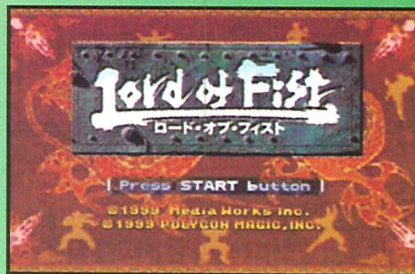 Lord of Fist
ロード・オブ・フィスト
| Press START button |
©1999 MediaWorks Inc.
©1999 POLYGON MAGIC, INC.